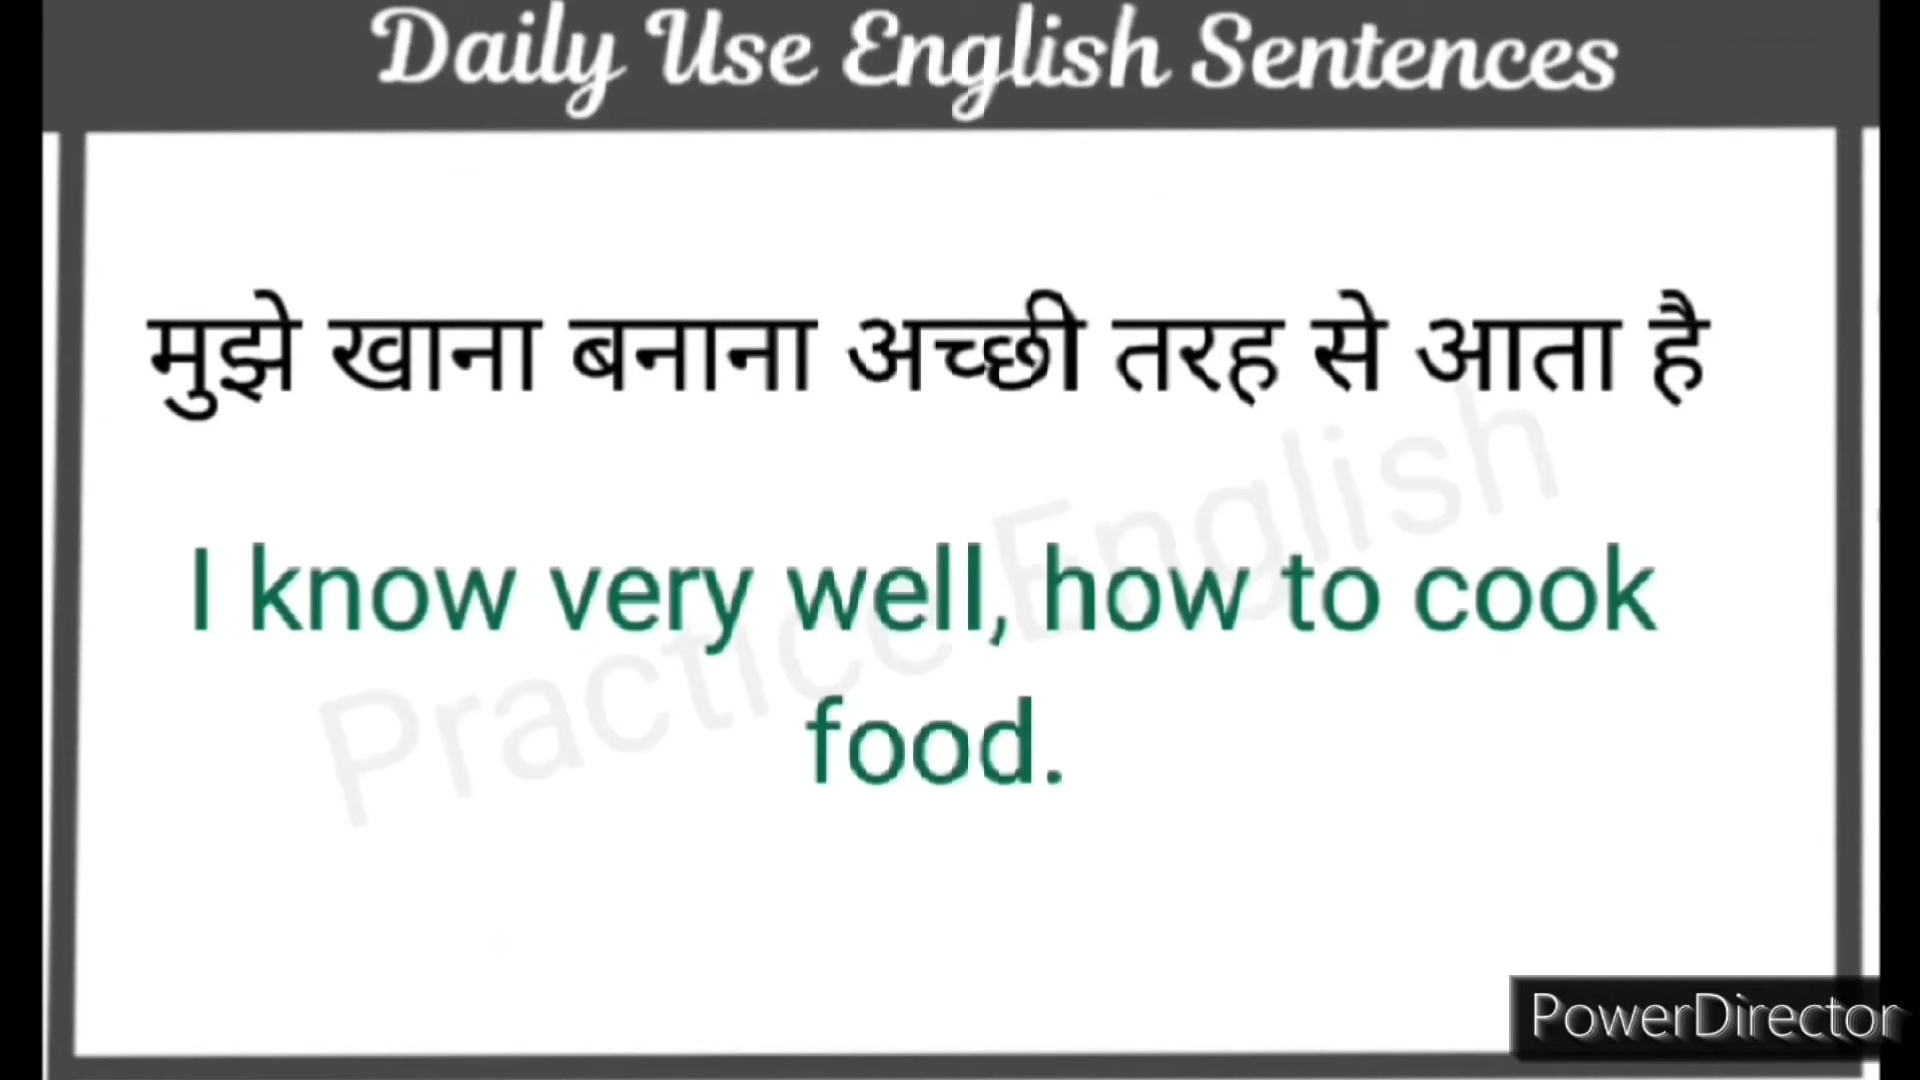 Daily Use English Sentences
मुझे खाना बनाना अच्छी तरह से आता है
I know very well, how to cook
food.
Practice English
PowerDirector